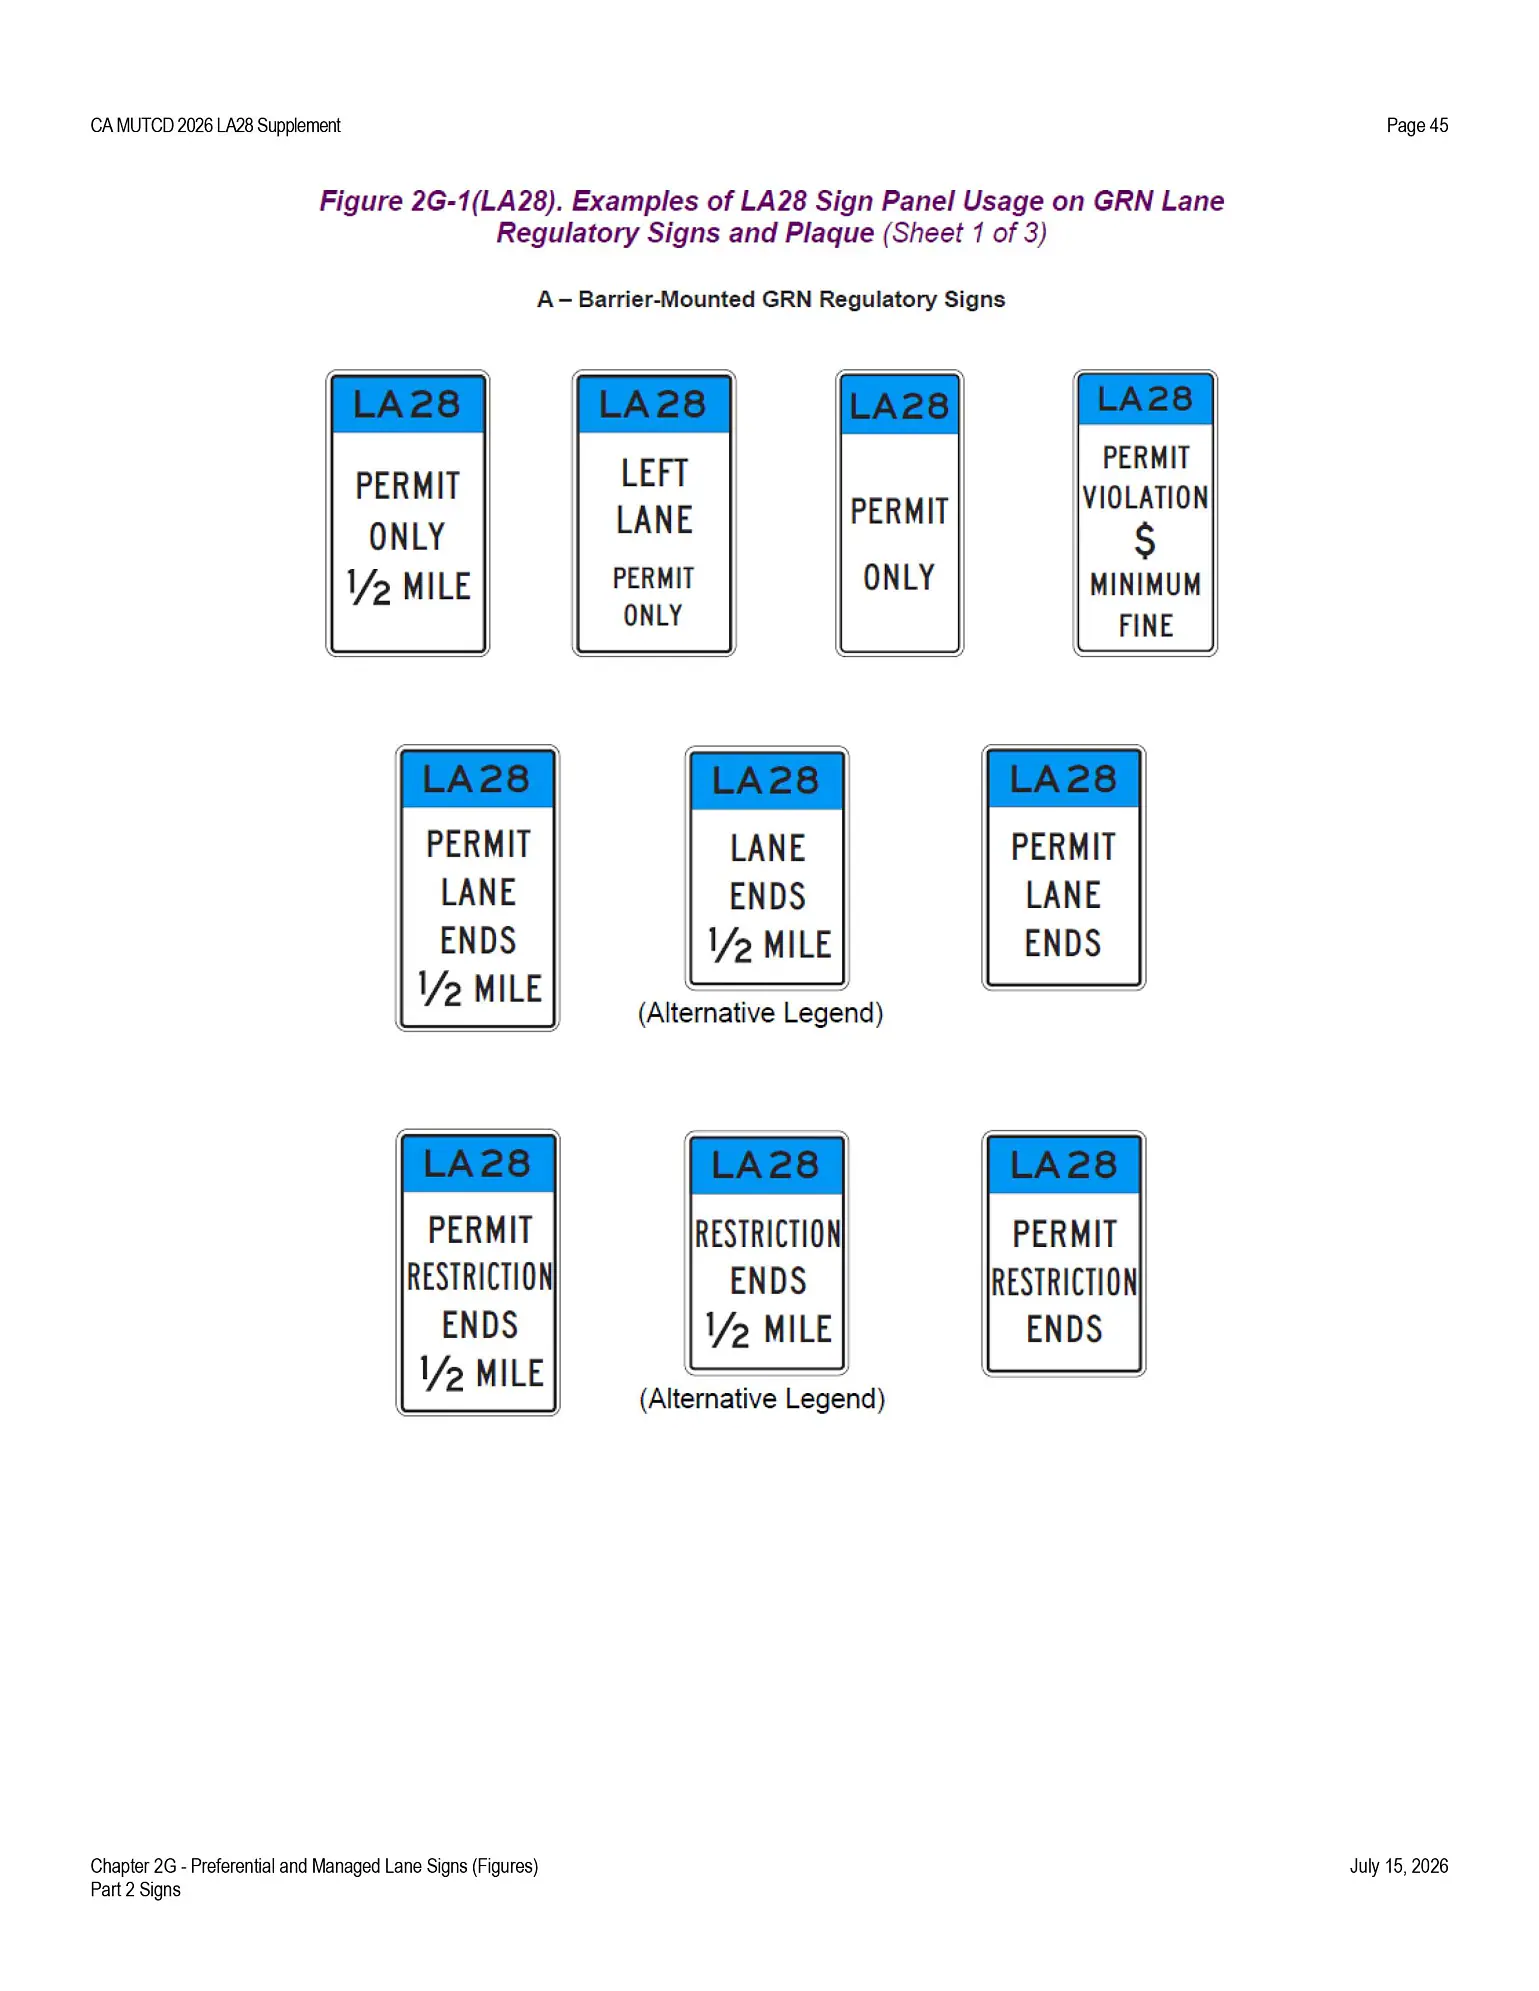 CA MUTCD 2026 LA28 Supplement
Page 45
Figure 2G-1(LA28). Examples of LA28 Sign Panel Usage on GRN Lane
Regulatory Signs and Plaque (Sheet 1 of 3)
A – Barrier-Mounted GRN Regulatory Signs
LA28
PERMIT
ONLY
1/2 MILE
LA28
LEFT
LANE
PERMIT
ONLY
LA28
PERMIT
ONLY
LA28
PERMIT
VIOLATION
$
MINIMUM
FINE
LA28
PERMIT
LANE
ENDS
1/2 MILE
LA28
LANE
ENDS
1/2 MILE
(Alternative Legend)
LA28
PERMIT
LANE
ENDS
LA28
PERMIT
RESTRICTION
ENDS
1/2 MILE
LA28
RESTRICTION
ENDS
1/2 MILE
(Alternative Legend)
LA28
PERMIT
RESTRICTION
ENDS
Chapter 2G - Preferential and Managed Lane Signs (Figures)
Part 2 Signs
July 15, 2026